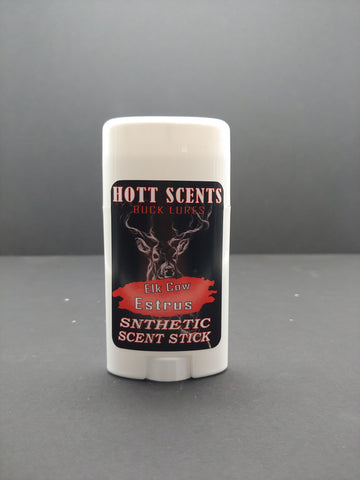 HOTT SCENTS
BUCK LURES
Elk Cow
Estrus
SNTHETIC
SCENT STICK